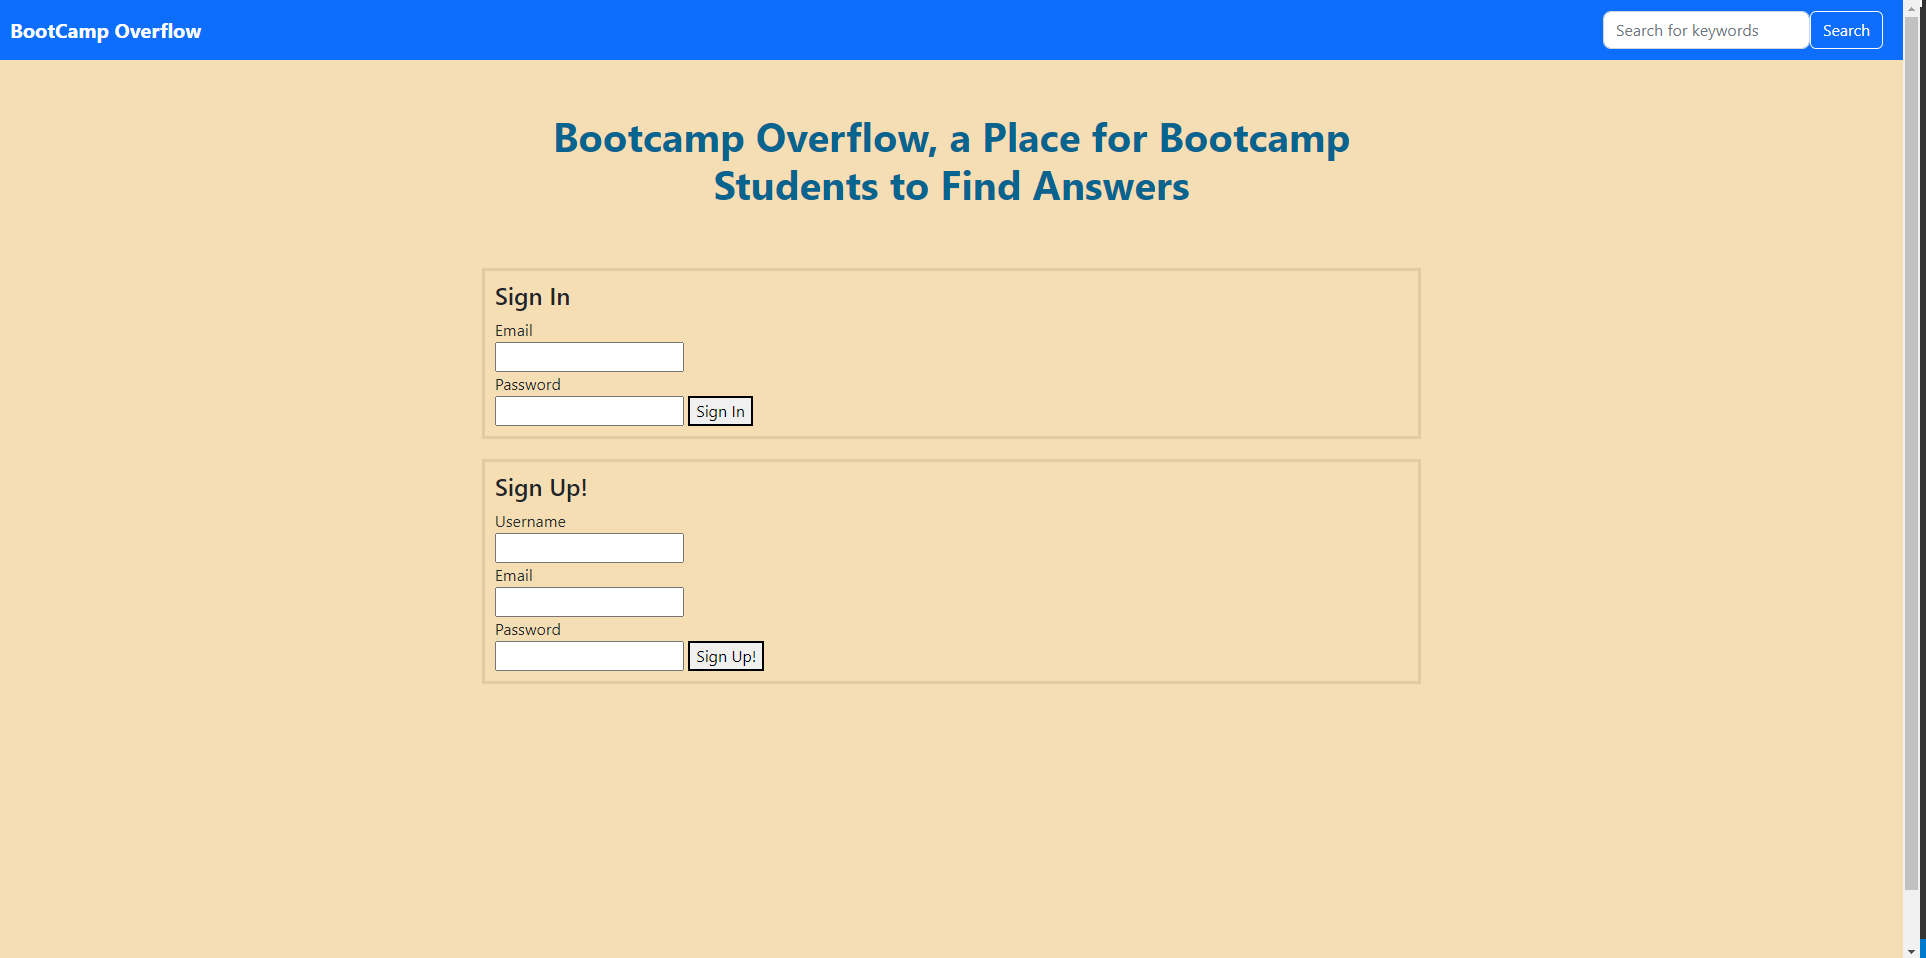 BootCamp Overflow
Search for keywords
Search
Bootcamp Overflow, a Place for Bootcamp
Students to Find Answers
Sign In
Email
Password
Sign In
Sign Up!
Username
Email
Password
Sign Up!